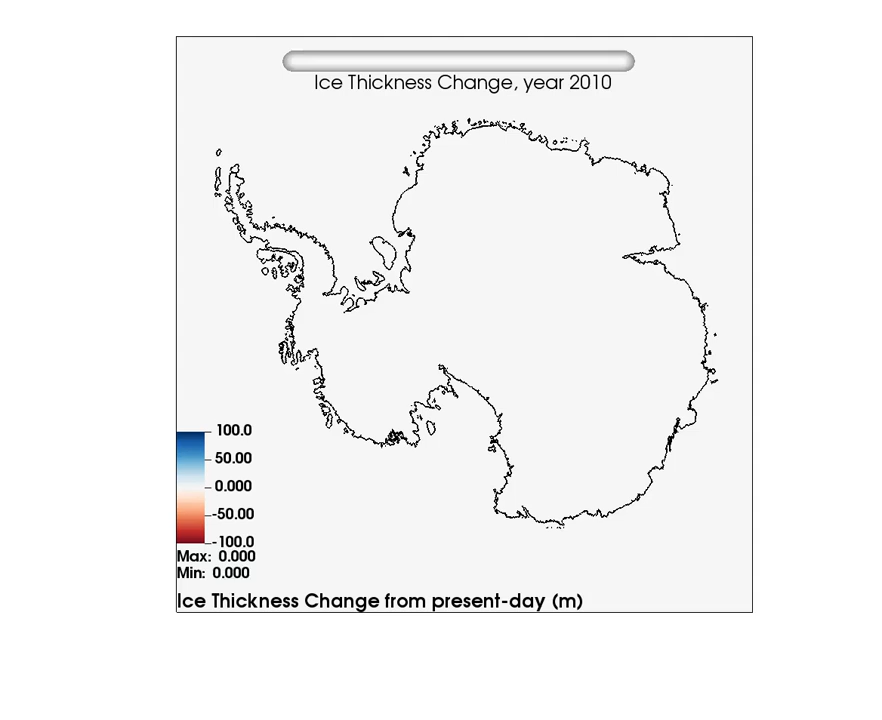 Ice Thickness Change, year 2010
100.0
50.00
0.000
-50.00
-100.0
Max: 0.000
Min: 0.000
Ice Thickness Change from present-day (m)